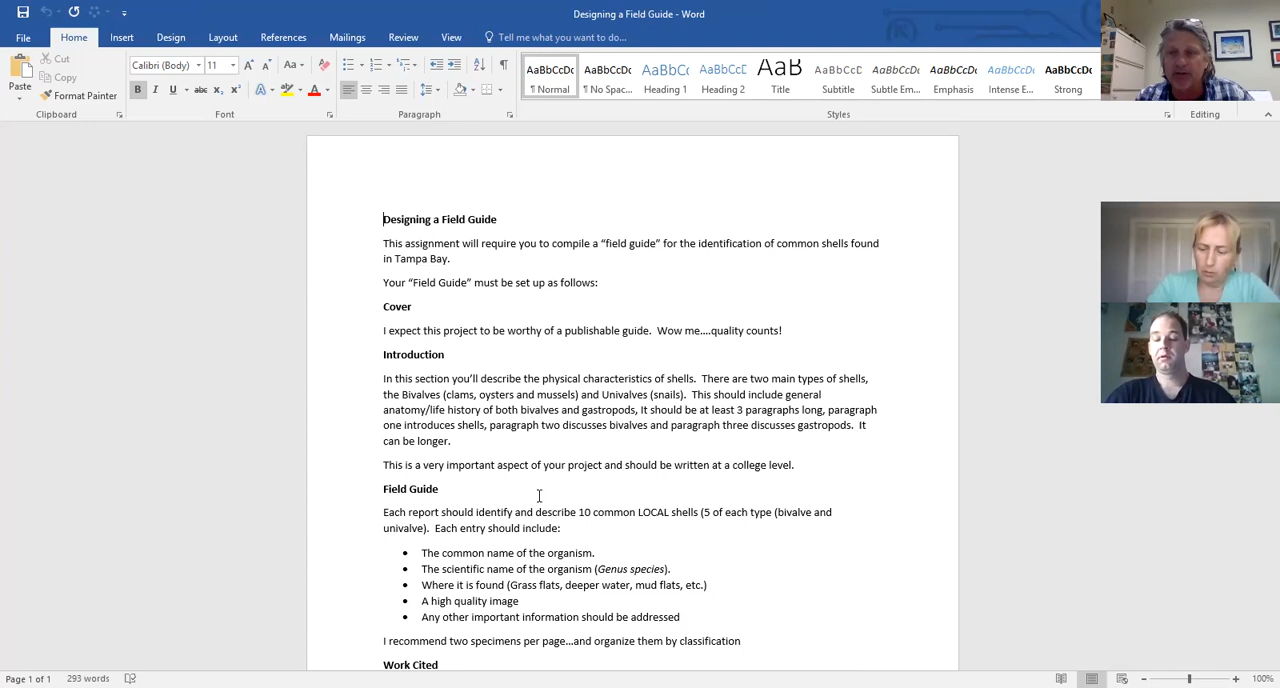 Designing a Field Guide - Word
File Home Insert Design Layout References Mailings Review View Tell me what you want to do...
Paste
Cut
Copy
Format Painter
Clipboard
Calibri (Body) 11
B I U abc X₂ X²
Font
Paragraph
AaBbCcDc AaBbCcDc AaBbCc AaBbCcC AaB AaBbCcD AaBbCcDc AaBbCcDc AaBbCcDc AaBbCcDc
¶ Normal ¶ No Spac... Heading 1 Heading 2 Title Subtitle Subtle Em... Emphasis Intense E... Strong
Styles
Editing
Designing a Field Guide
This assignment will require you to compile a “field guide” for the identification of common shells found
in Tampa Bay.
Your “Field Guide” must be set up as follows:
Cover
I expect this project to be worthy of a publishable guide. Wow me....quality counts!
Introduction
In this section you’ll describe the physical characteristics of shells. There are two main types of shells,
the Bivalves (clams, oysters and mussels) and Univalves (snails). This should include general
anatomy/life history of both bivalves and gastropods, It should be at least 3 paragraphs long, paragraph
one introduces shells, paragraph two discusses bivalves and paragraph three discusses gastropods. It
can be longer.
This is a very important aspect of your project and should be written at a college level.
Field Guide
Each report should identify and describe 10 common LOCAL shells (5 of each type (bivalve and
univalve). Each entry should include:
• The common name of the organism.
• The scientific name of the organism (Genus species).
• Where it is found (Grass flats, deeper water, mud flats, etc.)
• A high quality image
• Any other important information should be addressed
I recommend two specimens per page…and organize them by classification
Work Cited
Page 1 of 1 293 words
100%